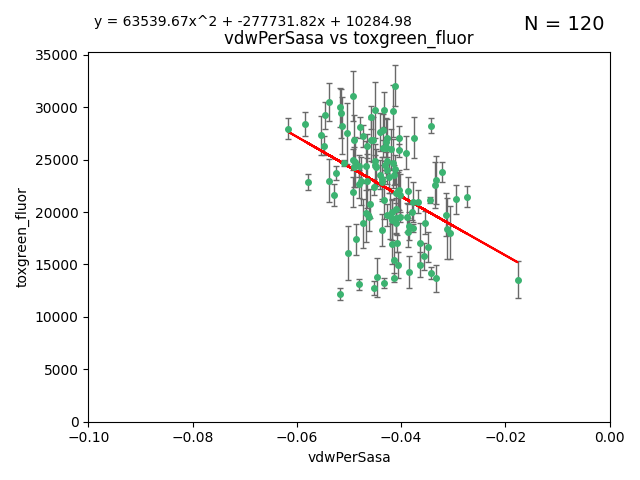 y = 63539.67x^2 + -277731.82x + 10284.98
N = 120
vdwPerSasa vs toxgreen_fluor
35000
30000
25000
20000
15000
10000
5000
0
toxgreen_fluor
−0.10
−0.08
−0.06
−0.04
−0.02
0.00
vdwPerSasa